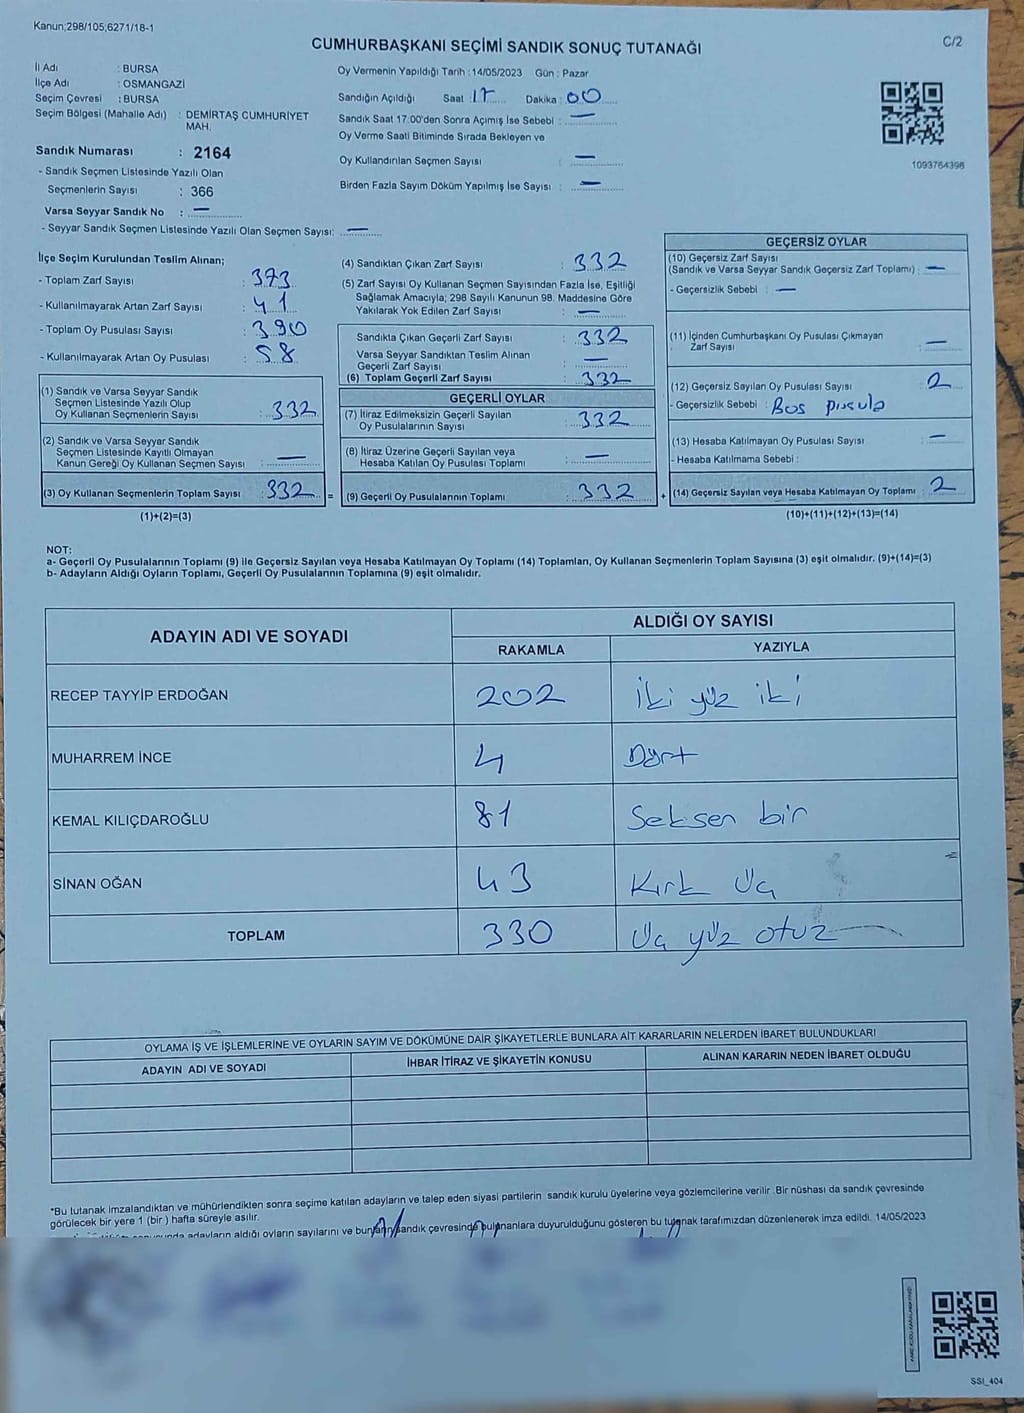 Kanun;298/105;6271/18-1
CUMHURBAŞKANI SEÇİMİ SANDIK SONUÇ TUTANAĞI
C/2
İl Adı : BURSA
İlçe Adı : OSMANGAZİ
Seçim Çevresi : BURSA
Seçim Bölgesi (Mahalle Adı) : DEMİRTAŞ CUMHURİYET
MAH.
Sandık Numarası : 2164
- Sandık Seçmen Listesinde Yazılı Olan
Seçmenlerin Sayısı : 366
Varsa Seyyar Sandık No : —
- Seyyar Sandık Seçmen Listesinde Yazılı Olan Seçmen Sayısı: —
Oy Vermenin Yapıldığı Tarih : 14/05/2023 Gün : Pazar
Sandığın Açıldığı Saat 17 Dakika : 00
Sandık Saat 17:00'den Sonra Açımış İse Sebebi : —
Oy Verme Saati Bitiminde Sırada Bekleyen ve
Oy Kullandırılan Seçmen Sayısı : —
Birden Fazla Sayım Döküm Yapılmış İse Sayısı : —
1093764396
İlçe Seçim Kurulundan Teslim Alınan;
- Toplam Zarf Sayısı : 373
- Kullanılmayarak Artan Zarf Sayısı : 41
- Toplam Oy Pusulası Sayısı : 390
- Kullanılmayarak Artan Oy Pusulası : 58
(1) Sandık ve Varsa Seyyar Sandık
Seçmen Listesinde Yazılı Olup
Oy Kullanan Seçmenlerin Sayısı : 332
(2) Sandık ve Varsa Seyyar Sandık
Seçmen Listesinde Kayıtlı Olmayan
Kanun Gereği Oy Kullanan Seçmen Sayısı : —
(3) Oy Kullanan Seçmenlerin Toplam Sayısı : 332 =
(1)+(2)=(3)
(4) Sandıktan Çıkan Zarf Sayısı : 332
(5) Zarf Sayısı Oy Kullanan Seçmen Sayısından Fazla İse, Eşitliği
Sağlamak Amacıyla; 298 Sayılı Kanunun 98. Maddesine Göre
Yakılarak Yok Edilen Zarf Sayısı : —
Sandıkta Çıkan Geçerli Zarf Sayısı : 332
Varsa Seyyar Sandıktan Teslim Alınan
Geçerli Zarf Sayısı : —
(6) Toplam Geçerli Zarf Sayısı : 332
GEÇERLİ OYLAR
(7) İtiraz Edilmeksizin Geçerli Sayılan
Oy Pusulalarının Sayısı : 332
(8) İtiraz Üzerine Geçerli Sayılan veya
Hesaba Katılan Oy Pusulası Toplamı : —
(9) Geçerli Oy Pusulalarının Toplamı : 332 +
GEÇERSİZ OYLAR
(10) Geçersiz Zarf Sayısı
(Sandık ve Varsa Seyyar Sandık Geçersiz Zarf Toplamı) : —
- Geçersizlik Sebebi : —
(11) İçinden Cumhurbaşkanı Oy Pusulası Çıkmayan
Zarf Sayısı —
(12) Geçersiz Sayılan Oy Pusulası Sayısı : 2
- Geçersizlik Sebebi : Bos pusula
(13) Hesaba Katılmayan Oy Pusulası Sayısı : —
- Hesaba Katılmama Sebebi :
(14) Geçersiz Sayılan veya Hesaba Katılmayan Oy Toplamı : 2
(10)+(11)+(12)+(13)=(14)
NOT:
a- Geçerli Oy Pusulalarının Toplamı (9) ile Geçersiz Sayılan veya Hesaba Katılmayan Oy Toplamı (14) Toplamları, Oy Kullanan Seçmenlerin Toplam Sayısına (3) eşit olmalıdır. (9)+(14)=(3)
b- Adayların Aldığı Oyların Toplamı, Geçerli Oy Pusulalarının Toplamına (9) eşit olmalıdır.
ADAYIN ADI VE SOYADI
ALDIĞI OY SAYISI
RAKAMLA YAZIYLA
RECEP TAYYİP ERDOĞAN 202 İki yüz iki
MUHARREM İNCE 4 Dört
KEMAL KILIÇDAROĞLU 81 Seksen bir
SİNAN OĞAN 43 Kırk Üç
TOPLAM 330 Üç yüz otuz
OYLAMA İŞ VE İŞLEMLERİNE VE OYLARIN SAYIM VE DÖKÜMÜNE DAİR ŞİKAYETLERLE BUNLARA AİT KARARLARIN NELERDEN İBARET BULUNDUKLARI
ADAYIN ADI VE SOYADI İHBAR İTİRAZ VE ŞİKAYETİN KONUSU ALINAN KARARIN NEDEN İBARET OLDUĞU
*Bu tutanak imzalandıktan ve mühürlendikten sonra seçime katılan adayların ve talep eden siyasi partilerin sandık kurulu üyelerine veya gözlemcilerine verilir .Bir nüshası da sandık çevresinde
görülecek bir yere 1 (bir ) hafta süreyle asılır.
adayların aldığı oyların sayılarını ve bunların sandık çevresinde bulunanlara duyurulduğunu gösteren bu tutanak tarafımızdan düzenlenerek imza edildi. 14/05/2023
SSI_404